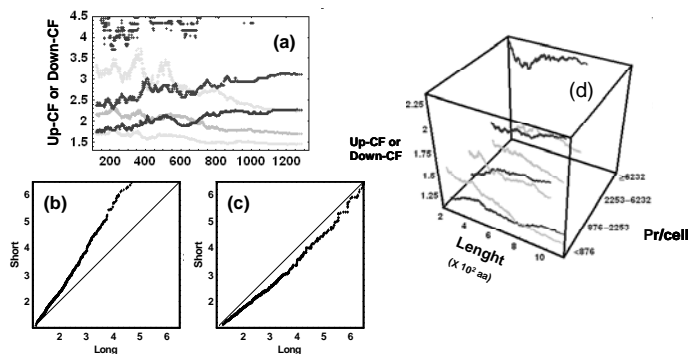 4.5
4
3.5
3
2.5
2
1.5
Up-CF or Down-CF
(a)
200 400 600 800 1000 1200
(b)
6
5
4
3
2
Short
2 3 4 5 6
Long
(c)
6
5
4
3
2
Short
2 3 4 5 6
Long
(d)
2.25
2
1.75
1.5
1.25
Up-CF or
Down-CF
2 4 6 8 10
Lenght
(X 10² aa)
≥6232
2253-6232
876-2253
<876
Pr/cell